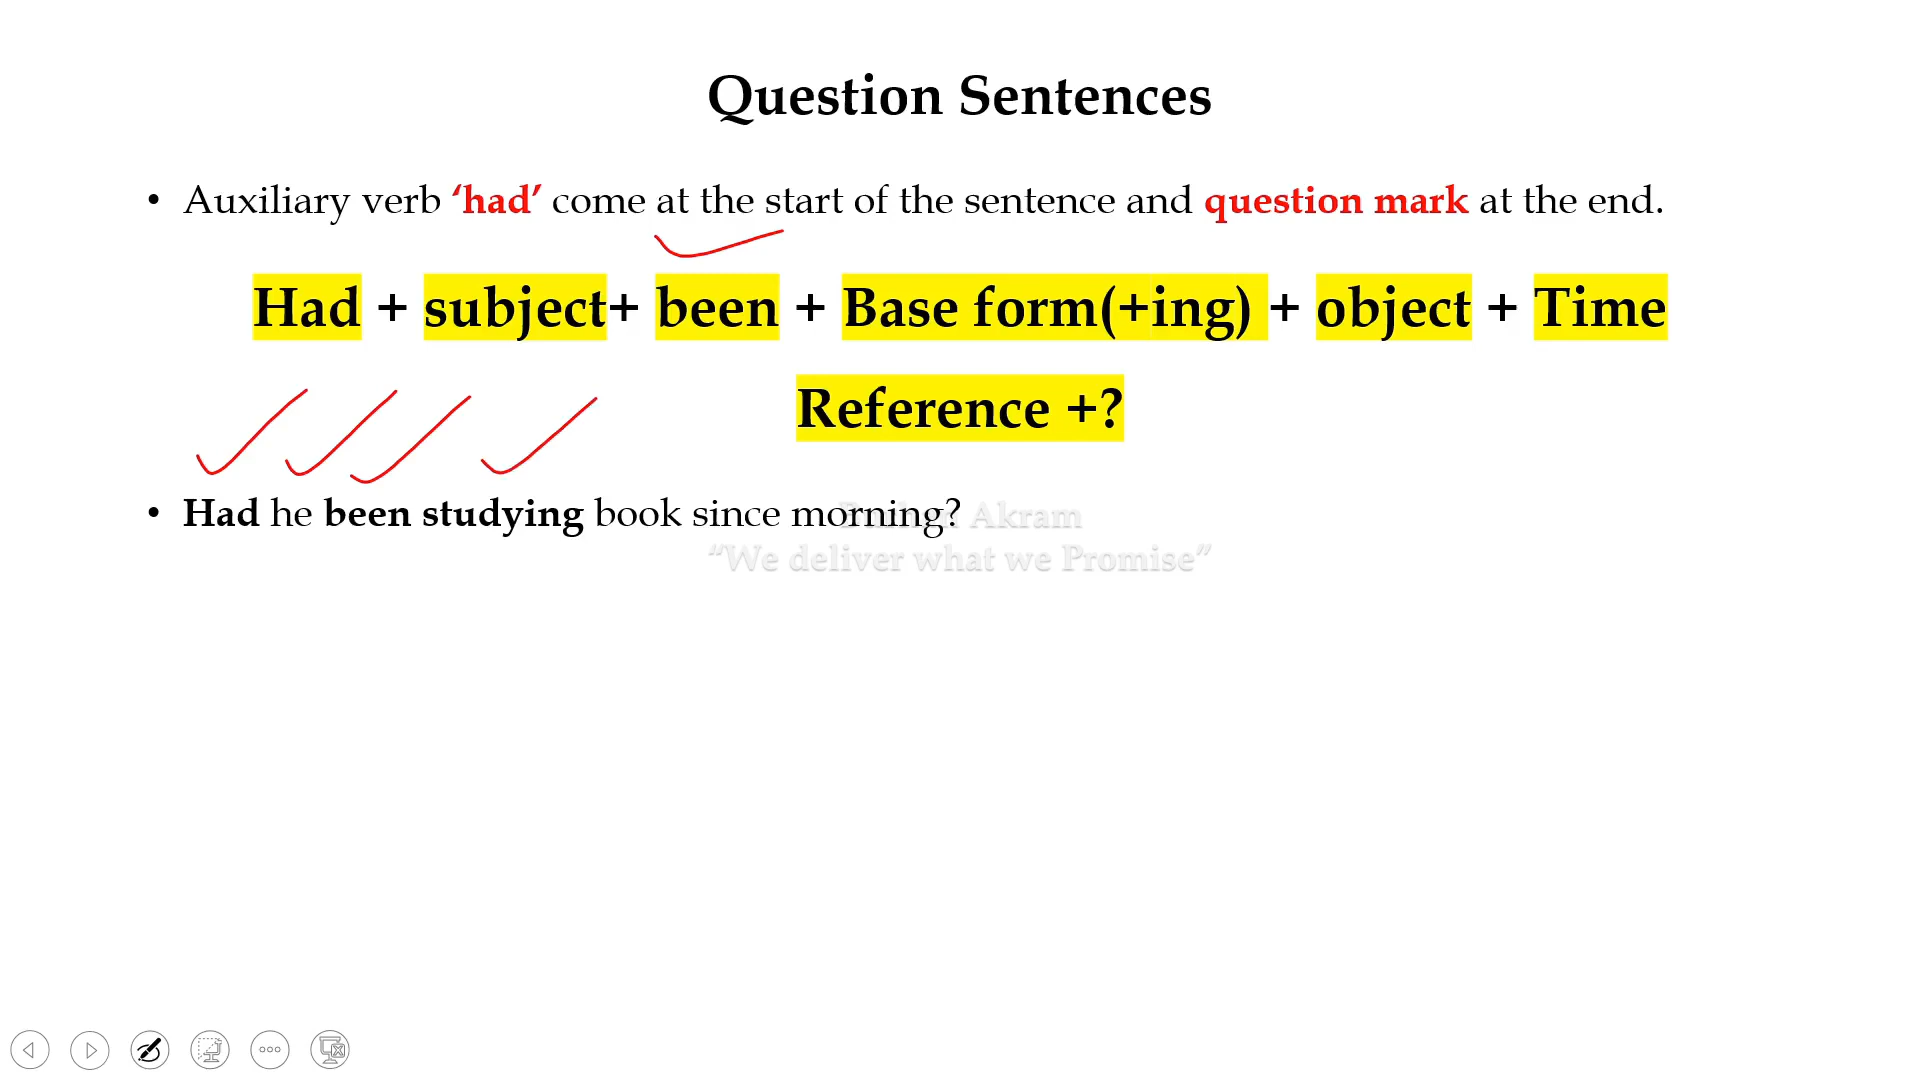 Question Sentences
• Auxiliary verb ‘had’ come at the start of the sentence and question mark at the end.
Had + subject+ been + Base form(+ing) + object + Time
Reference +?
• Had he been studying book since morning?
Akram
“We deliver what we Promise”